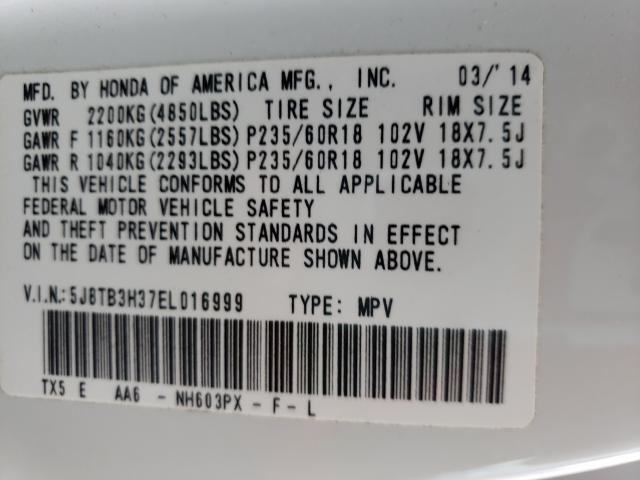 MFD. BY HONDA OF AMERICA MFG., INC. 03/'14
GVWR 2200KG(4850LBS) TIRE SIZE RIM SIZE
GAWR F 1160KG(2557LBS) P235/60R18 102V 18X7.5J
GAWR R 1040KG(2293LBS) P235/60R18 102V 18X7.5J
THIS VEHICLE CONFORMS TO ALL APPLICABLE
FEDERAL MOTOR VEHICLE SAFETY
AND THEFT PREVENTION STANDARDS IN EFFECT
ON THE DATE OF MANUFACTURE SHOWN ABOVE.
V.I.N.: 5J8TB3H37EL016999 TYPE: MPV
TX5 E AA6 - NH603PX - F - L